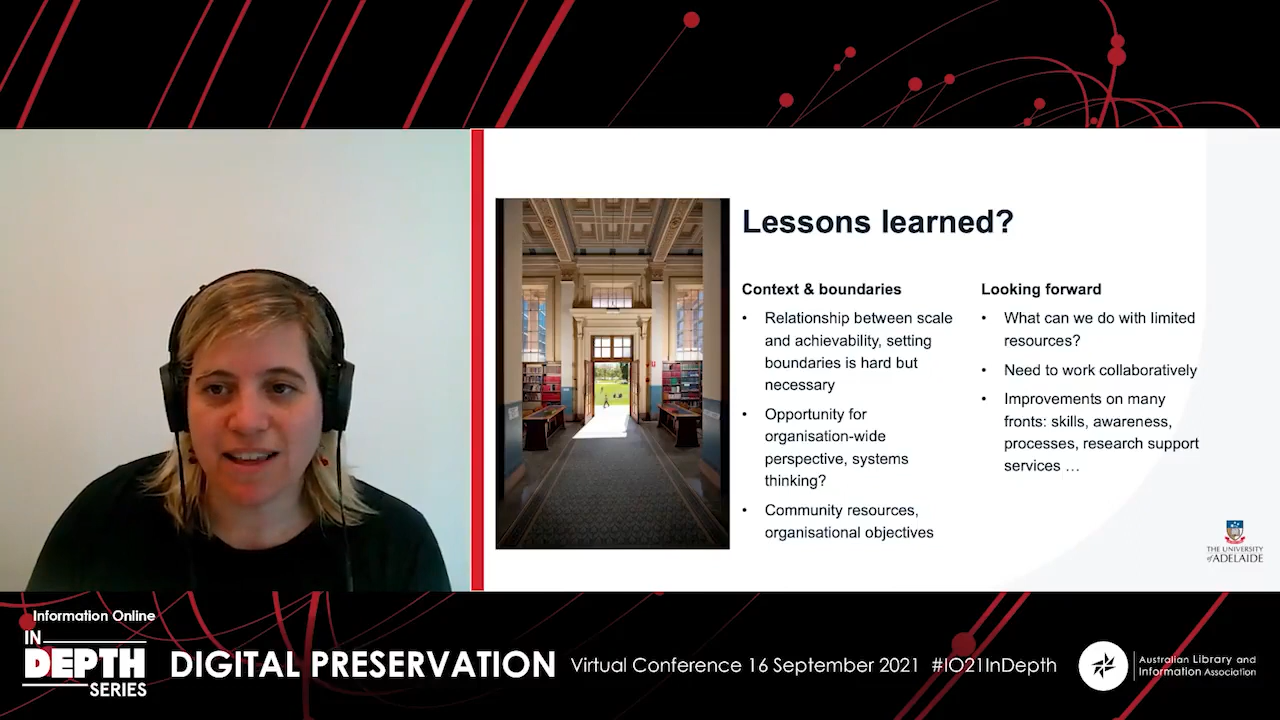 Lessons learned?
Context & boundaries
• Relationship between scale
and achievability, setting
boundaries is hard but
necessary
• Opportunity for
organisation-wide
perspective, systems
thinking?
• Community resources,
organisational objectives
Looking forward
• What can we do with limited
resources?
• Need to work collaboratively
• Improvements on many
fronts: skills, awareness,
processes, research support
services …
THE UNIVERSITY
of ADELAIDE
Information Online
IN
DEPTH
SERIES
DIGITAL PRESERVATION
Virtual Conference 16 September 2021 #IO21InDepth
Australian Library and
Information Association